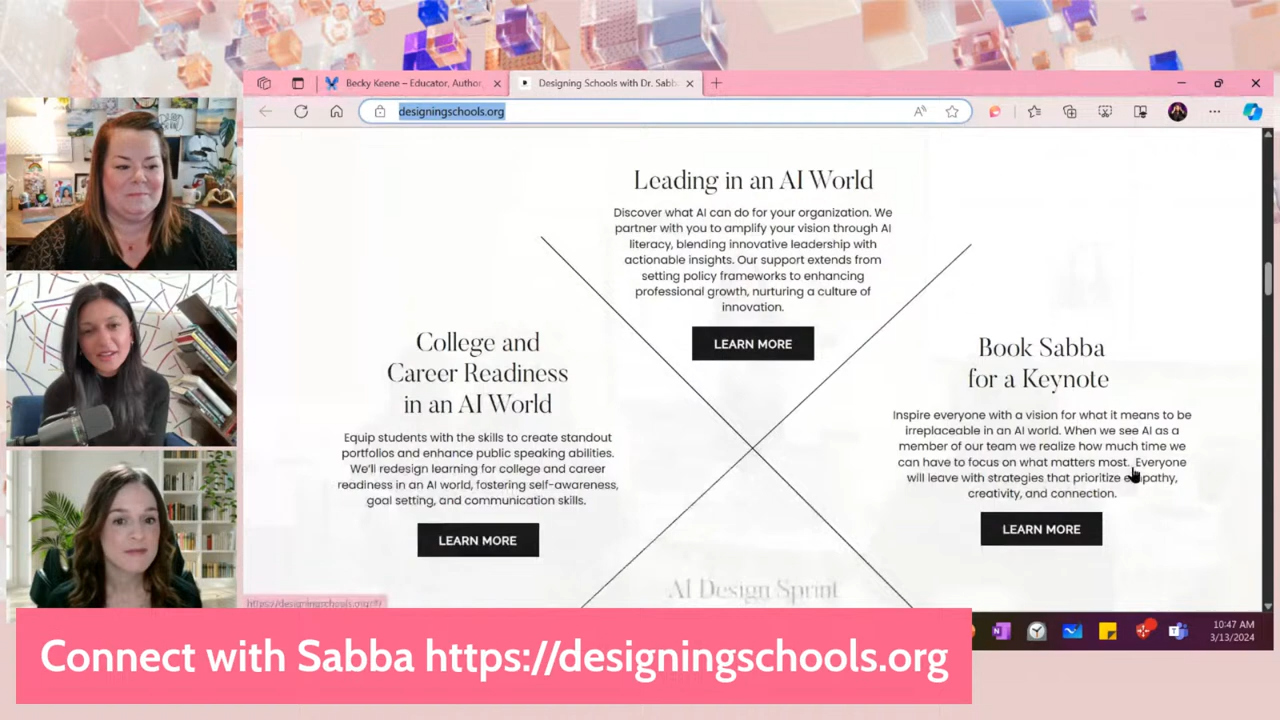 Becky Keene – Educator, Author
Designing Schools with Dr. Sabb
designingschools.org
Leading in an AI World
Discover what AI can do for your organization. We
partner with you to amplify your vision through AI
literacy, blending innovative leadership with
actionable insights. Our support extends from
setting policy frameworks to enhancing
professional growth, nurturing a culture of
innovation.
LEARN MORE
College and
Career Readiness
in an AI World
Equip students with the skills to create standout
portfolios and enhance public speaking abilities.
We'll redesign learning for college and career
readiness in an AI world, fostering self-awareness,
goal setting, and communication skills.
LEARN MORE
Book Sabba
for a Keynote
Inspire everyone with a vision for what it means to be
irreplaceable in an AI world. When we see AI as a
member of our team we realize how much time we
can have to focus on what matters most. Everyone
will leave with strategies that prioritize empathy,
creativity, and connection.
LEARN MORE
AI Design Sprint
10:47 AM
3/13/2024
Connect with Sabba https://designingschools.org